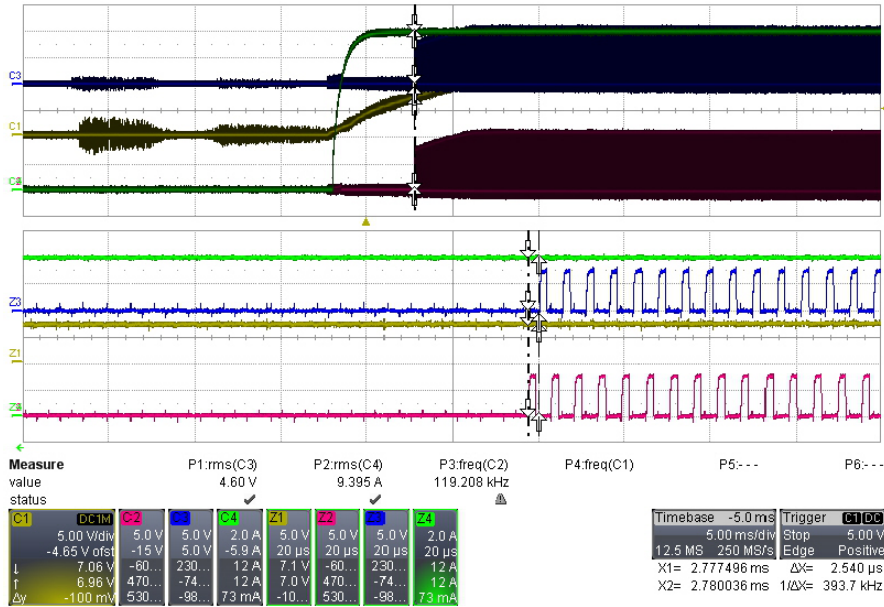 C3
C1
Z3
Z1
Measure P1:rms(C3) P2:rms(C4) P3:freq(C2) P4:freq(C1) P5:- - - P6:- - -
value 4.60 V 9.395 A 119.208 kHz
status
C1 DC1M C2 C3 C4 Z1 Z2 Z3 Z4
5.00 V/div 5.0 V 5.0 V 2.0 A 5.0 V 5.0 V 5.0 V 2.0 A
-4.65 V ofst -15 V 5.0 V -5.9 A 20 µs 20 µs 20 µs 20 µs
↓ 7.06 V -60... 230... 12 A 7.1 V -60... 230... 12 A
↑ 6.96 V 470... -74... 12 A 7.0 V 470... -74... 12 A
Δy -100 mV 530... -98... 73 mA -10... 530... -98... 73 mA
Timebase -5.0 ms Trigger C1 DC
5.00 ms/div Stop 5.00 V
12.5 MS 250 MS/s Edge Positive
X1= 2.777496 ms ΔX= 2.540 µs
X2= 2.780036 ms 1/ΔX= 393.7 kHz